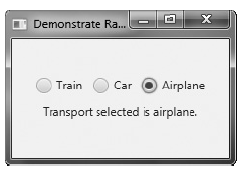 Demonstrate Ra...
Train Car Airplane
Transport selected is airplane.